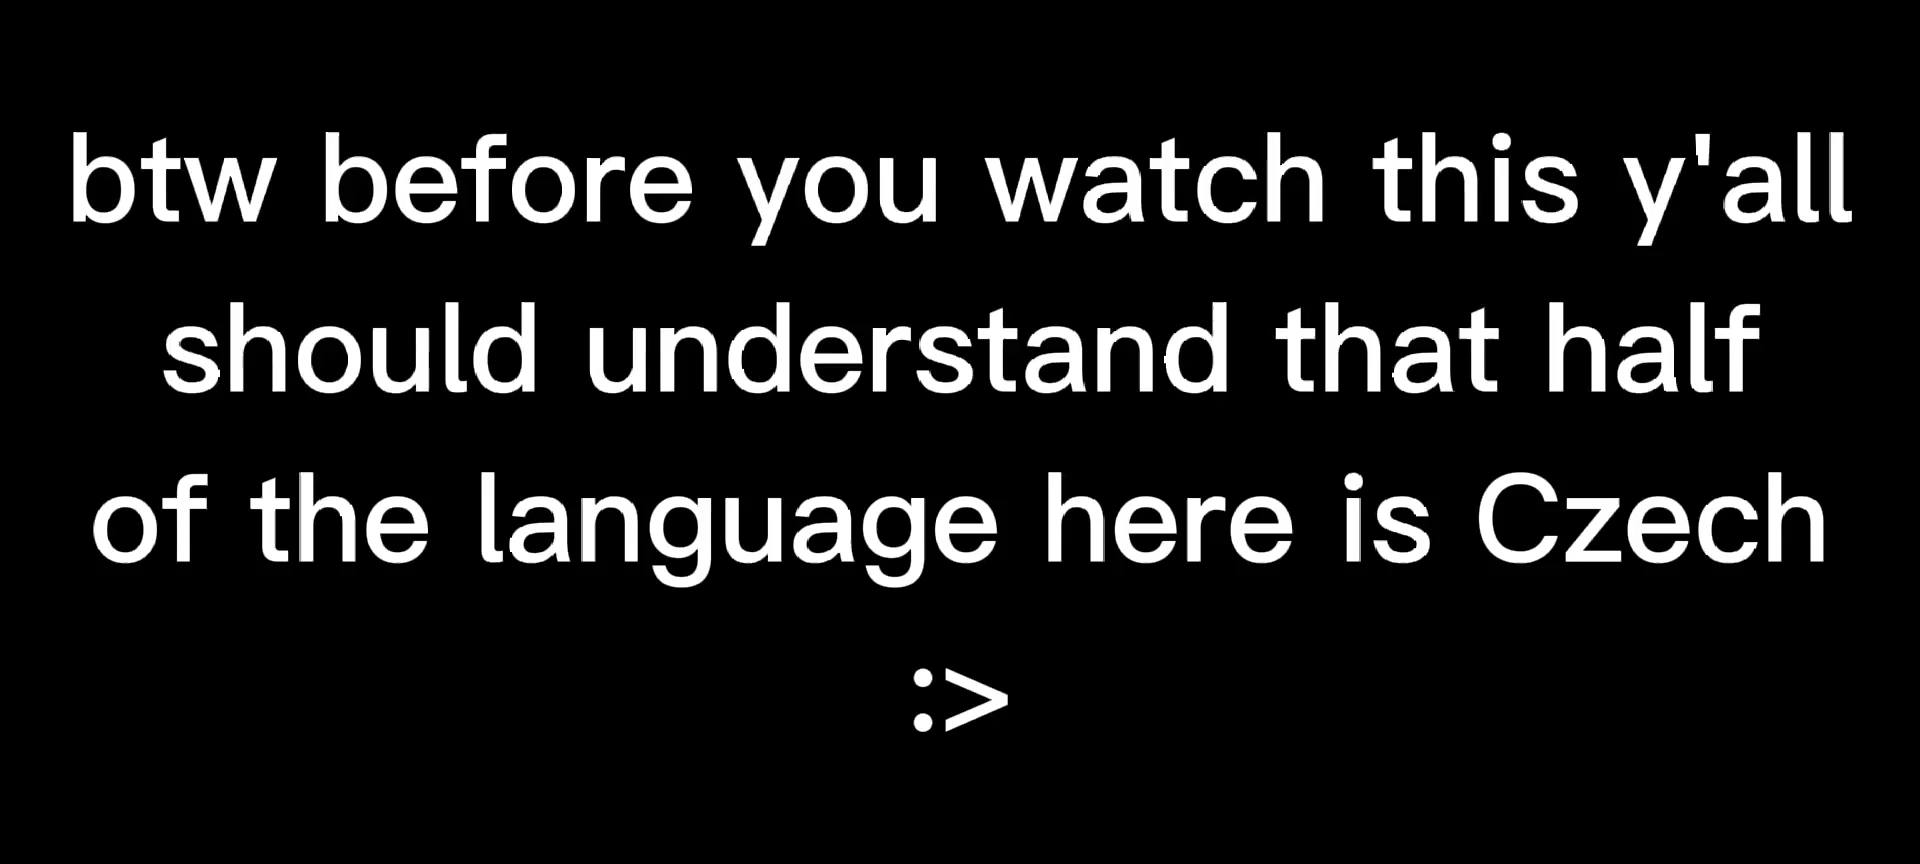 btw before you watch this y'all
should understand that half
of the language here is Czech
:>